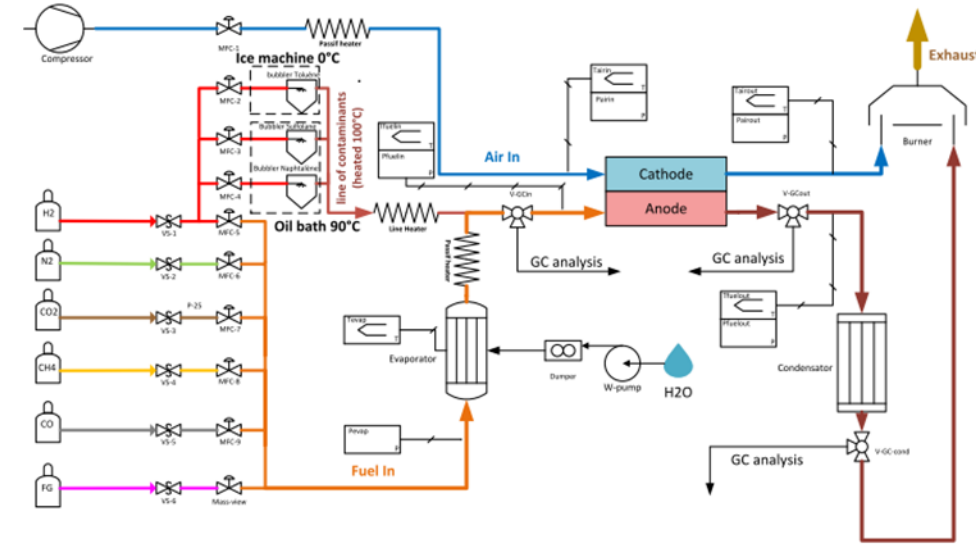 Compressor
MFC-1
Passif heater
Ice machine 0°C
bubbler Toluène
MFC-2
Bubbler Sulfolane
MFC-3
Bubbler Naphtalène
MFC-4
Oil bath 90°C
line of contaminants
(heated 100°C)
Tfuelin
T
Pfuelin
P
Air In
Tairin
T
Pairin
P
Tairout
T
Pairout
P
Exhaust
Burner
Cathode
Anode
V-GCin
V-GCout
Line Heater
Passif heater
GC analysis
GC analysis
H2
VS-1
MFC-5
N2
VS-2
MFC-6
CO2
P-25
VS-3
MFC-7
CH4
VS-4
MFC-8
CO
VS-5
MFC-9
FG
VS-6
Mass-view
Tevap
T
Evaporator
Dumper
W-pump
H2O
Pevap
P
Fuel In
Tfuelout
T
Pfuelout
P
Condensator
V-GC-cond
GC analysis